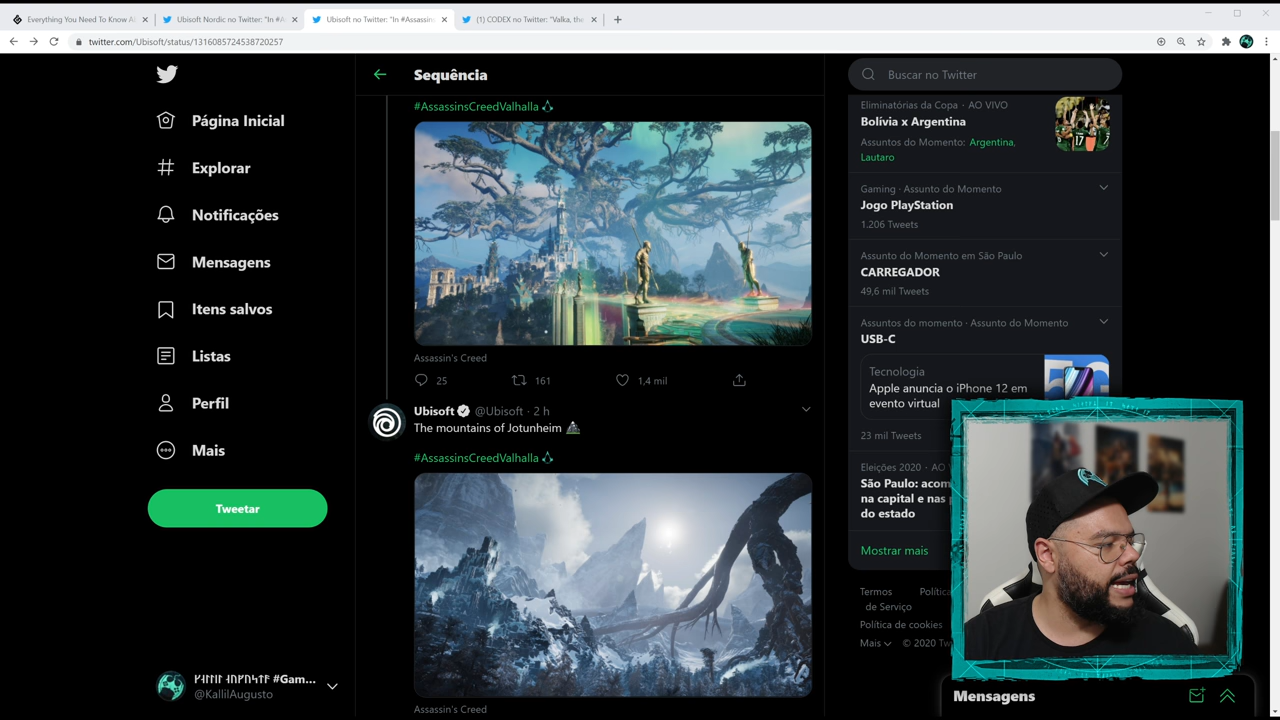 Everything You Need To Know A
Ubisoft Nordic no Twitter: "In #A
Ubisoft no Twitter: "In #Assassin
(1) CODEX no Twitter: "Valka, the
twitter.com/Ubisoft/status/1316085724538720257
Página Inicial
Explorar
Notificações
Mensagens
Itens salvos
Listas
Perfil
Mais
Tweetar
#Gam...
@KallilAugusto
Sequência
#AssassinsCreedValhalla
Assassin's Creed
25
161
1,4 mil
Ubisoft @Ubisoft · 2 h
The mountains of Jotunheim
#AssassinsCreedValhalla
Assassin's Creed
Buscar no Twitter
Eliminatórias da Copa · AO VIVO
Bolívia x Argentina
Assuntos do Momento: Argentina,
Lautaro
Gaming · Assunto do Momento
Jogo PlayStation
1.206 Tweets
Assunto do Momento em São Paulo
CARREGADOR
49,6 mil Tweets
Assuntos do momento · Assunto do Momento
USB-C
Tecnologia
Apple anuncia o iPhone 12 em
evento virtual
23 mil Tweets
Eleições 2020 · AO
São Paulo: acom
na capital e nas
do estado
Mostrar mais
Termos
de Serviço
Política de cookies
Mais
© 2020
Mensagens